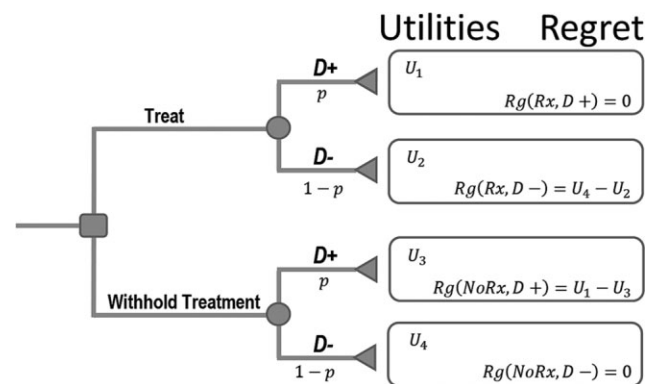 Utilities Regret
D+
p
U₁
Rg(Rx, D +) = 0
Treat
D-
1 − p
U₂
Rg(Rx, D −) = U₄ − U₂
D+
p
U₃
Rg(NoRx, D +) = U₁ − U₃
Withhold Treatment
D-
1 − p
U₄
Rg(NoRx, D −) = 0